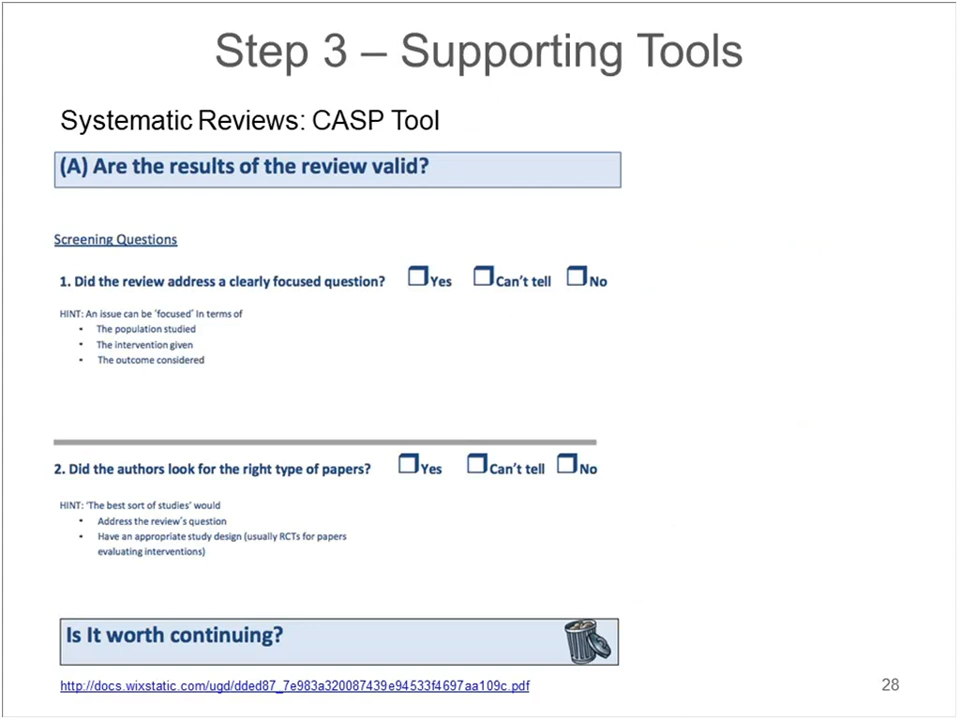 Step 3 – Supporting Tools
Systematic Reviews: CASP Tool
(A) Are the results of the review valid?
Screening Questions
1. Did the review address a clearly focused question? Yes Can't tell No
HINT: An issue can be 'focused' In terms of
• The population studied
• The intervention given
• The outcome considered
2. Did the authors look for the right type of papers? Yes Can't tell No
HINT: 'The best sort of studies' would
• Address the review's question
• Have an appropriate study design (usually RCTs for papers
evaluating interventions)
Is It worth continuing?
http://docs.wixstatic.com/ugd/dded87_7e983a320087439e94533f4697aa109c.pdf
28